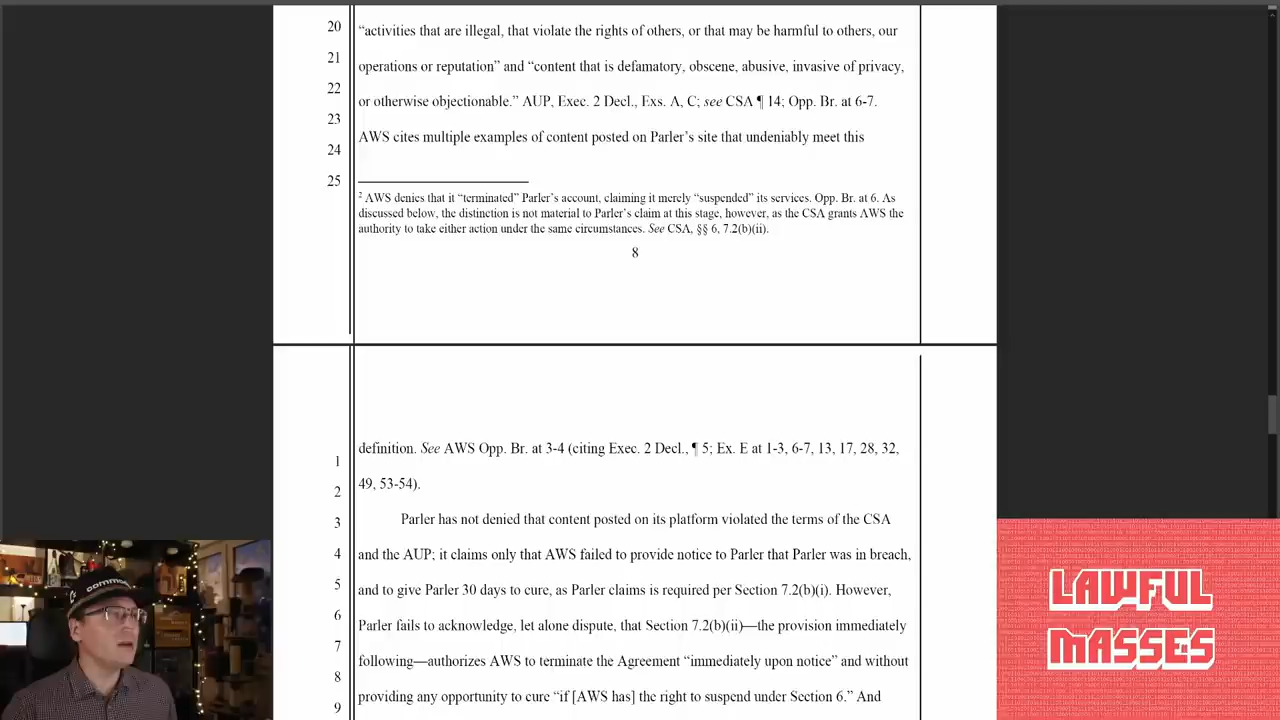 20 “activities that are illegal, that violate the rights of others, or that may be harmful to others, our
21 operations or reputation” and “content that is defamatory, obscene, abusive, invasive of privacy,
22 or otherwise objectionable.” AUP, Exec. 2 Decl., Exs. A, C; see CSA ¶ 14; Opp. Br. at 6-7.
23 AWS cites multiple examples of content posted on Parler’s site that undeniably meet this
24
25
2 AWS denies that it “terminated” Parler’s account, claiming it merely “suspended” its services. Opp. Br. at 6. As
discussed below, the distinction is not material to Parler’s claim at this stage, however, as the CSA grants AWS the
authority to take either action under the same circumstances. See CSA, §§ 6, 7.2(b)(ii).
8
1 definition. See AWS Opp. Br. at 3-4 (citing Exec. 2 Decl., ¶ 5; Ex. E at 1-3, 6-7, 13, 17, 28, 32,
2 49, 53-54).
3 Parler has not denied that content posted on its platform violated the terms of the CSA
4 and the AUP; it claims only that AWS failed to provide notice to Parler that Parler was in breach,
5 and to give Parler 30 days to cure, as Parler claims is required per Section 7.2(b)(i). However,
6 Parler fails to acknowledge, let alone dispute, that Section 7.2(b)(ii)—the provision immediately
7 following—authorizes AWS to terminate the Agreement “immediately upon notice” and without
8 providing any opportunity to cure “if [AWS has] the right to suspend under Section 6.” And
9
LAWFUL
MASSES